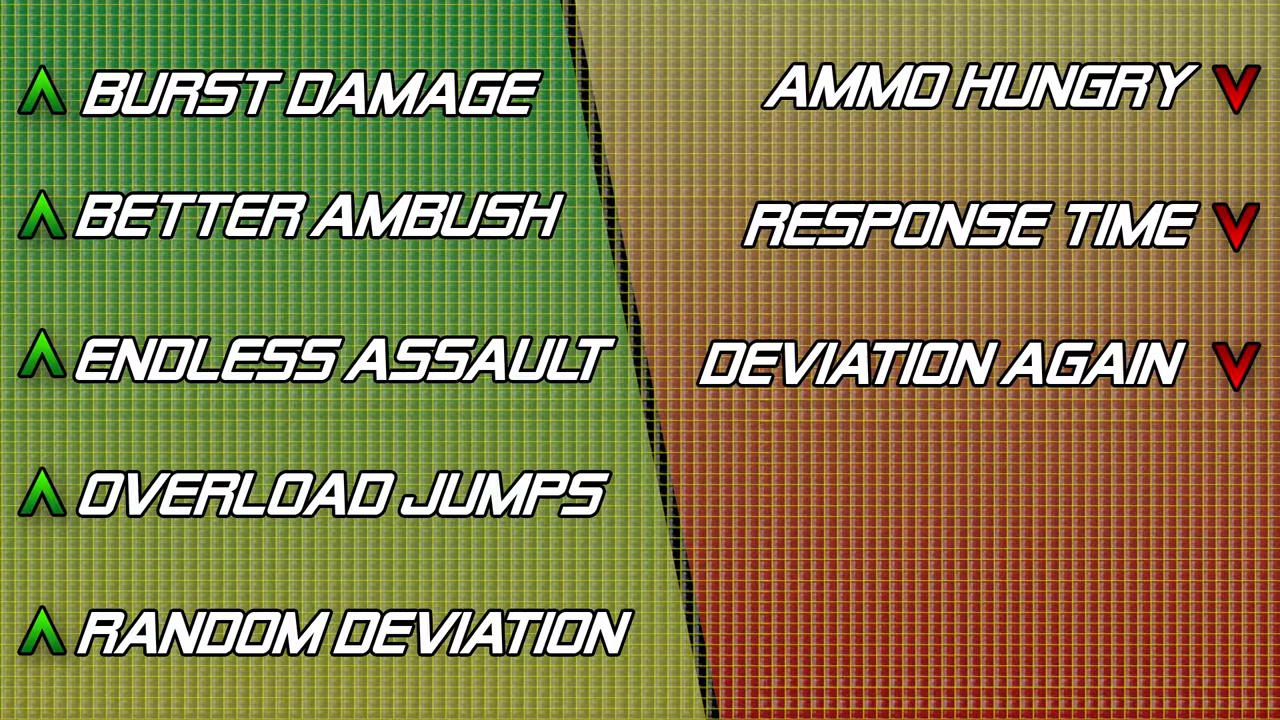 BURST DAMAGE
BETTER AMBUSH
ENDLESS ASSAULT
OVERLOAD JUMPS
RANDOM DEVIATION
AMMO HUNGRY
RESPONSE TIME
DEVIATION AGAIN